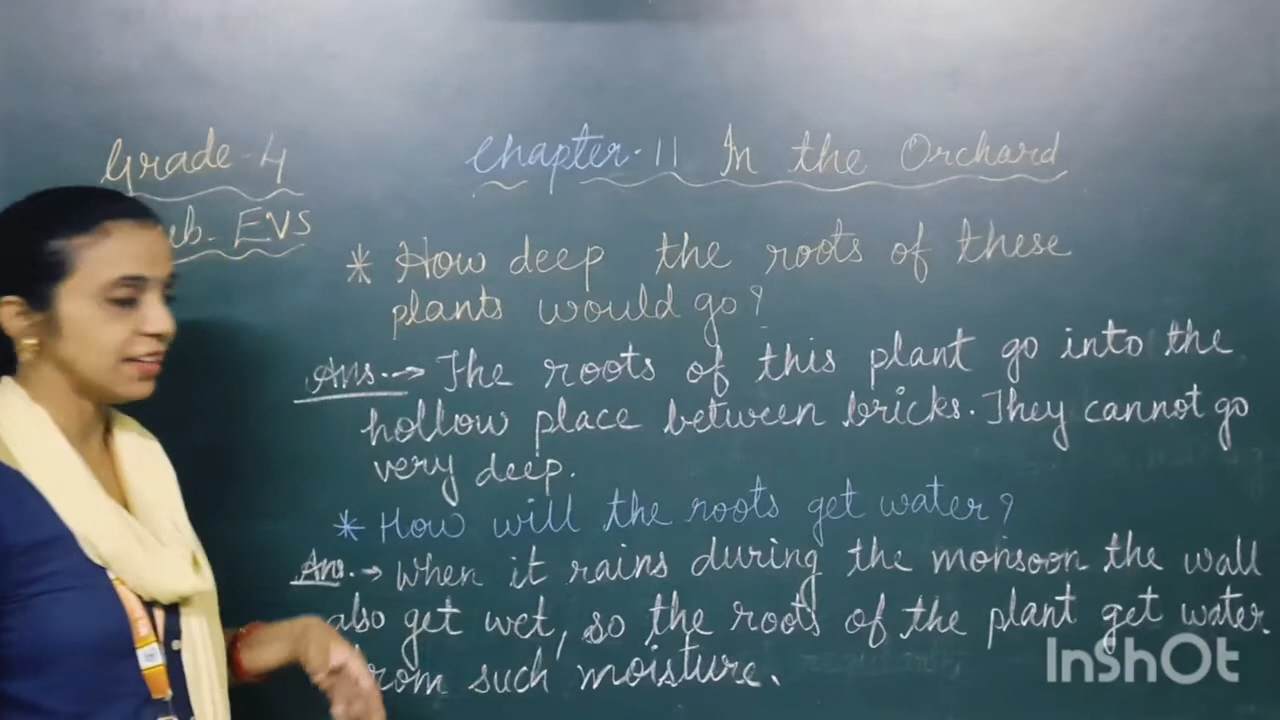 Grade-4
Chapter-11 In the Orchard
EVS
* How deep the roots of these
plants would go?
Ans.→ The roots of this plant go into the
hollow place between bricks. They cannot go
very deep.
* How will the roots get water?
Ans.→ When it rains during the monsoon the wall
also get wet, so the roots of the plant get water
from such moisture.
InShOt